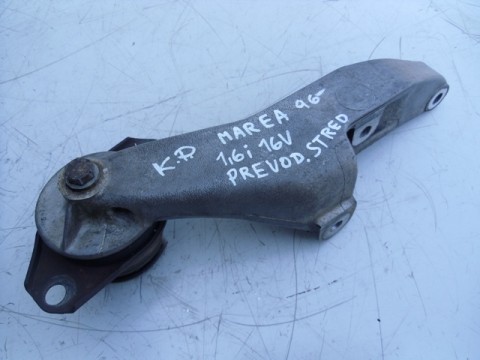 K.P MAREA 96-
1,6i 16V
PREVOD. STRED